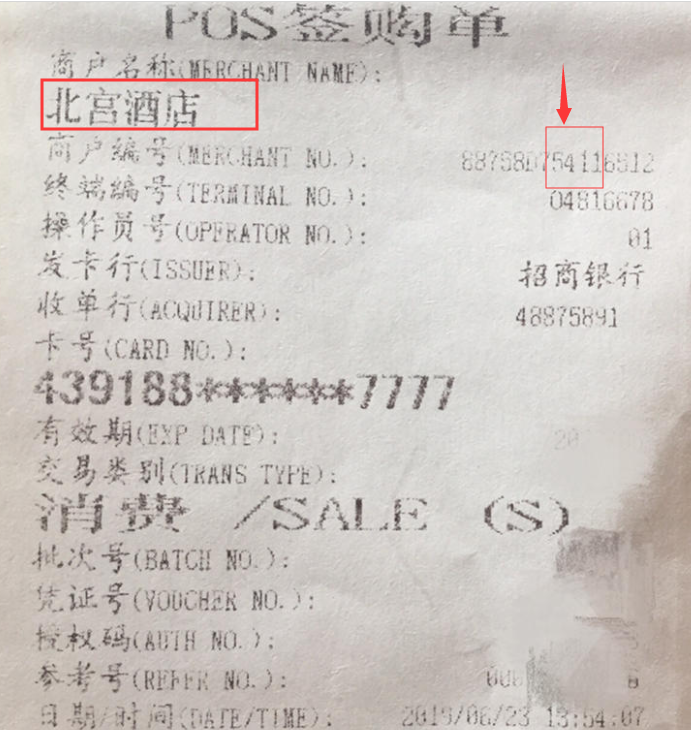 POS签购单
商户名称(MERCHANT NAME):
北宫酒店
商户编号(MERCHANT NO.): 88758D754116512
终端编号(TERMINAL NO.): 04816678
操作员号(OPERATOR NO.): 01
发卡行(ISSUER): 招商银行
收单行(ACQUIRER): 48875891
卡号(CARD NO.):
439188******7777
有效期(EXP DATE): 20
交易类别(TRANS TYPE):
消费 /SALE (S)
批次号(BATCH NO.):
凭证号(VOUCHER NO.):
授权码(AUTH NO.):
参考号(REFER NO.):
日期/时间(DATE/TIME): 2019/06/23 13:54:07